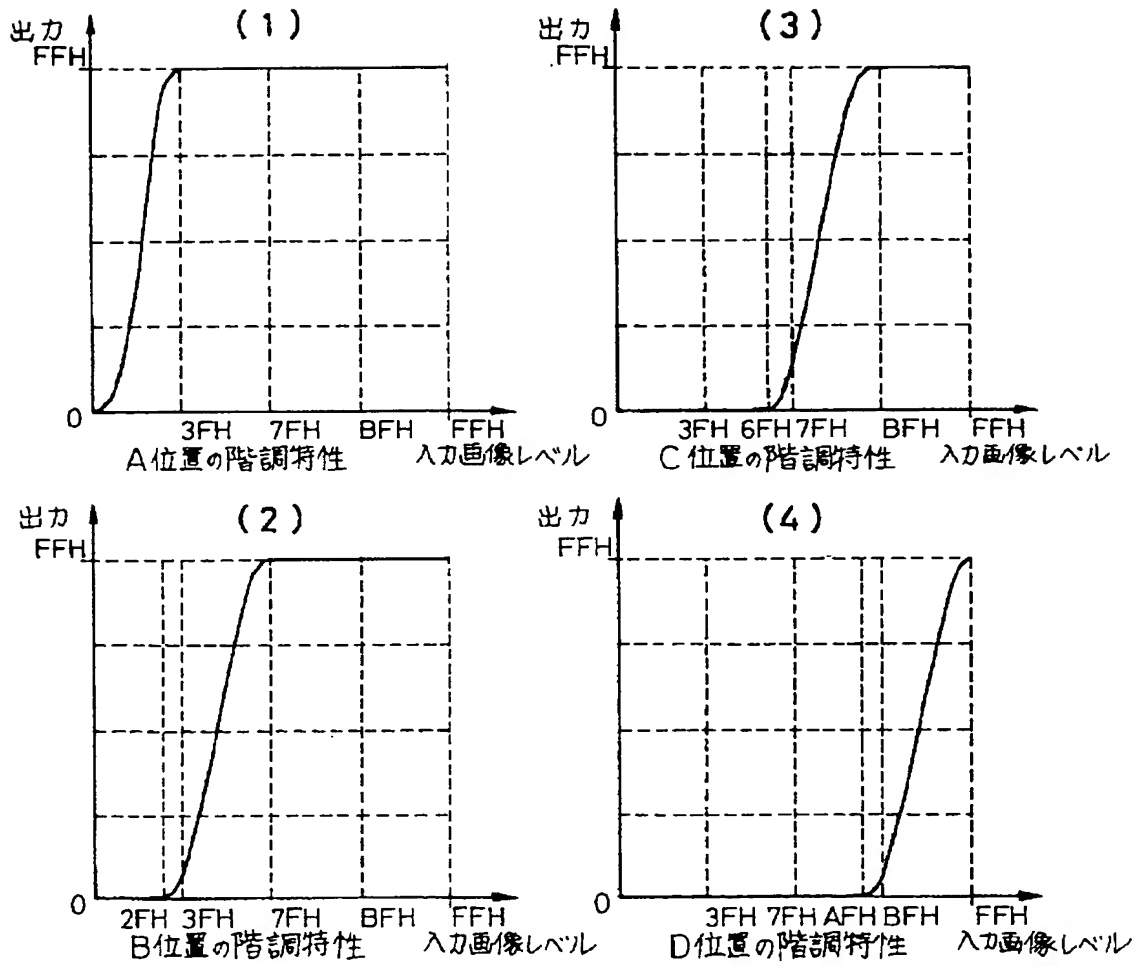 (1)
出力
FFH
0
3FH 7FH BFH FFH
A位置の階調特性 入力画像レベル
(3)
出力
FFH
0
3FH 6FH 7FH BFH FFH
C位置の階調特性 入力画像レベル
(2)
出力
FFH
0
2FH 3FH 7FH BFH FFH
B位置の階調特性 入力画像レベル
(4)
出力
FFH
0
3FH 7FH AFH BFH FFH
D位置の階調特性 入力画像レベル